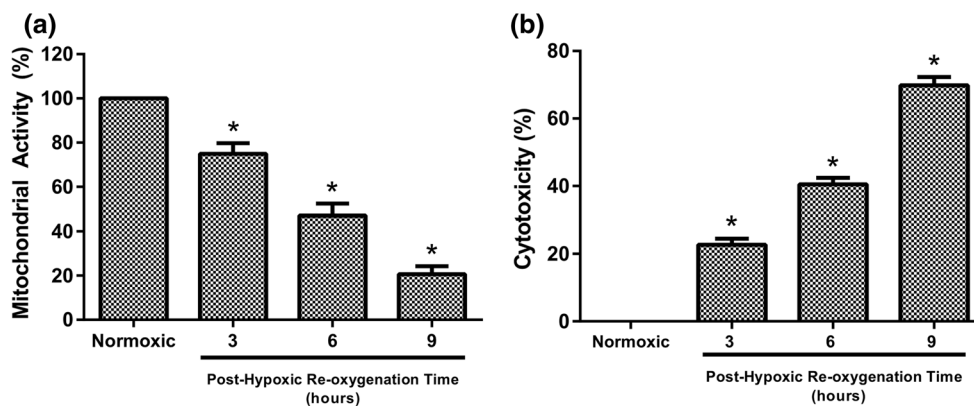 (a)
Mitochondrial Activity (%)
120
100
80
60
40
20
0
*
*
*
Normoxic 3 6 9
Post-Hypoxic Re-oxygenation Time
(hours)
(b)
Cytotoxicity (%)
80
60
40
20
0
*
*
*
Normoxic 3 6 9
Post-Hypoxic Re-oxygenation Time
(hours)